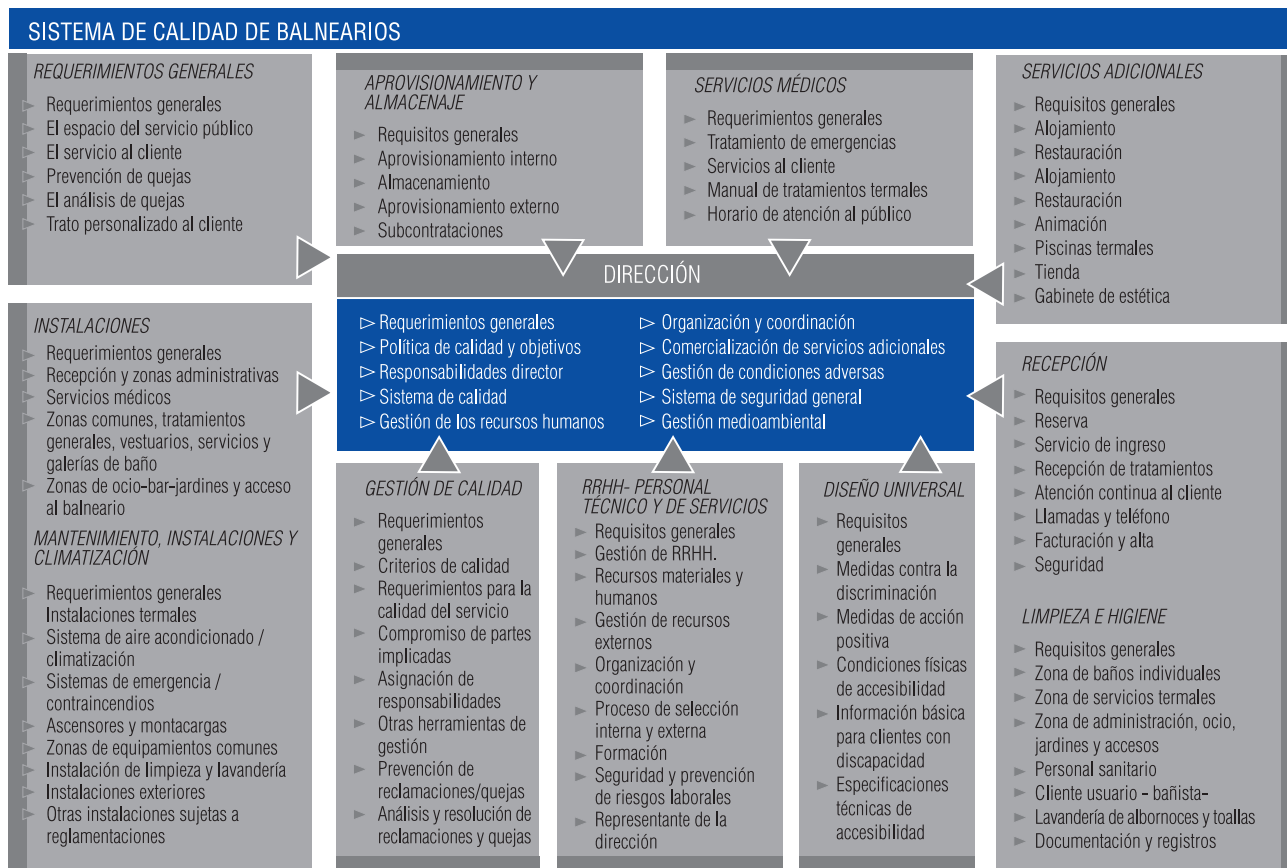 SISTEMA DE CALIDAD DE BALNEARIOS
REQUERIMIENTOS GENERALES
Requerimientos generales
El espacio del servicio público
El servicio al cliente
Prevención de quejas
El análisis de quejas
Trato personalizado al cliente
APROVISIONAMIENTO Y
ALMACENAJE
Requisitos generales
Aprovisionamiento interno
Almacenamiento
Aprovisionamiento externo
Subcontrataciones
SERVICIOS MÉDICOS
Requerimientos generales
Tratamiento de emergencias
Servicios al cliente
Manual de tratamientos termales
Horario de atención al público
SERVICIOS ADICIONALES
Requisitos generales
Alojamiento
Restauración
Alojamiento
Restauración
Animación
Piscinas termales
Tienda
Gabinete de estética
DIRECCIÓN
Requerimientos generales
Política de calidad y objetivos
Responsabilidades director
Sistema de calidad
Gestión de los recursos humanos
Organización y coordinación
Comercialización de servicios adicionales
Gestión de condiciones adversas
Sistema de seguridad general
Gestión medioambiental
INSTALACIONES
Requerimientos generales
Recepción y zonas administrativas
Servicios médicos
Zonas comunes, tratamientos
generales, vestuarios, servicios y
galerías de baño
Zonas de ocio-bar-jardines y acceso
al balneario
MANTENIMIENTO, INSTALACIONES Y
CLIMATIZACIÓN
Requerimientos generales
Instalaciones termales
Sistema de aire acondicionado /
climatización
Sistemas de emergencia /
contraincendios
Ascensores y montacargas
Zonas de equipamientos comunes
Instalación de limpieza y lavandería
Instalaciones exteriores
Otras instalaciones sujetas a
reglamentaciones
GESTIÓN DE CALIDAD
Requerimientos
generales
Criterios de calidad
Requerimientos para la
calidad del servicio
Compromiso de partes
implicadas
Asignación de
responsabilidades
Otras herramientas de
gestión
Prevención de
reclamaciones/quejas
Análisis y resolución de
reclamaciones y quejas
RRHH- PERSONAL
TÉCNICO Y DE SERVICIOS
Requisitos generales
Gestión de RRHH.
Recursos materiales y
humanos
Gestión de recursos
externos
Organización y
coordinación
Proceso de selección
interna y externa
Formación
Seguridad y prevención
de riesgos laborales
Representante de la
dirección
DISEÑO UNIVERSAL
Requisitos
generales
Medidas contra la
discriminación
Medidas de acción
positiva
Condiciones físicas
de accesibilidad
Información básica
para clientes con
discapacidad
Especificaciones
técnicas de
accesibilidad
RECEPCIÓN
Requisitos generales
Reserva
Servicio de ingreso
Recepción de tratamientos
Atención continua al cliente
Llamadas y teléfono
Facturación y alta
Seguridad
LIMPIEZA E HIGIENE
Requisitos generales
Zona de baños individuales
Zona de servicios termales
Zona de administración, ocio,
jardines y accesos
Personal sanitario
Cliente usuario - bañista-
Lavandería de albornoces y toallas
Documentación y registros